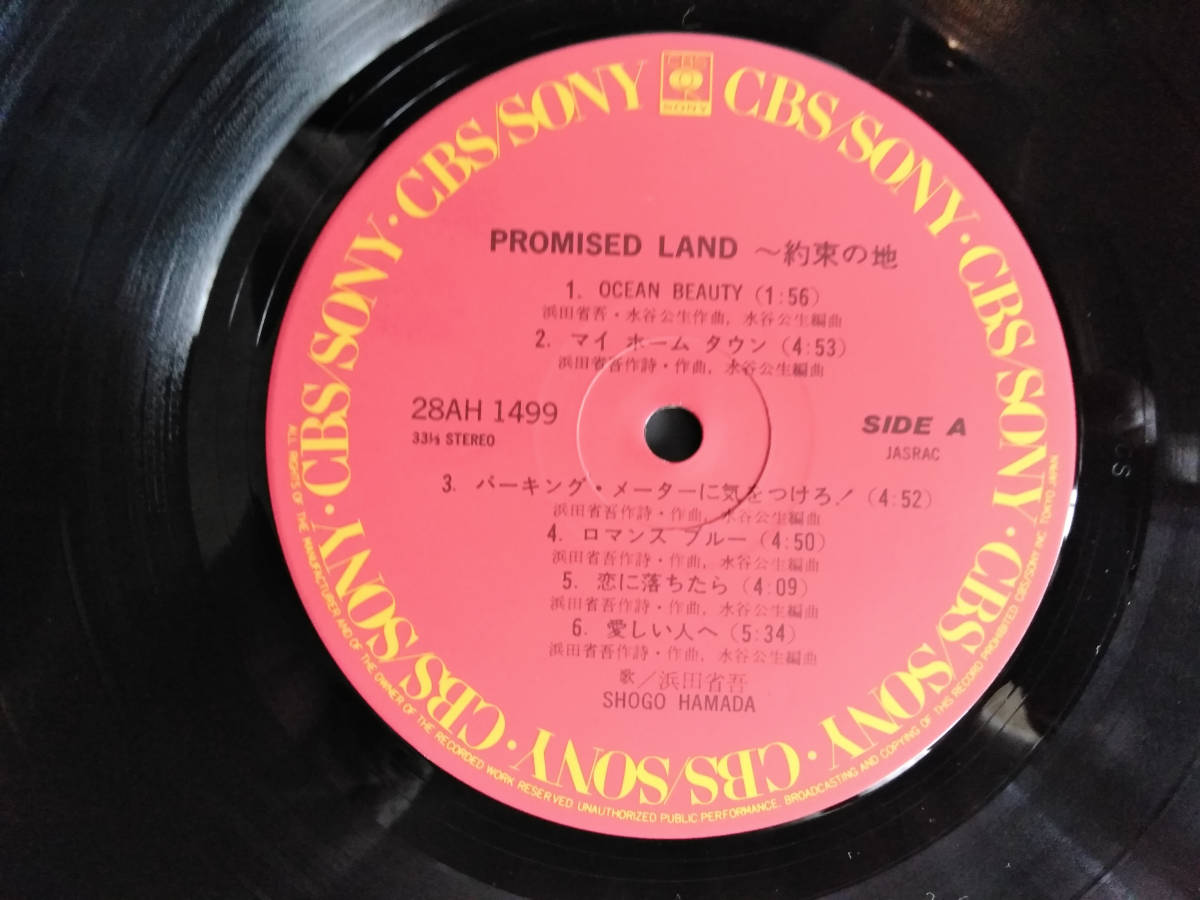 CBS/SONY · CBS/SONY · CBS/SONY · CBS/SONY · CBS/SONY · CBS/SONY · CBS/SONY · CBS/SONY
CBS
SONY
PROMISED LAND 〜約束の地
1. OCEAN BEAUTY (1:56)
浜田省吾・水谷公生作曲, 水谷公生編曲
2. マイ ホーム タウン (4:53)
浜田省吾作詩・作曲, 水谷公生編曲
28AH 1499
33⅓ STEREO
SIDE A
JASRAC
3. パーキング・メーターに気をつけろ! (4:52)
浜田省吾作詩・作曲, 水谷公生編曲
4. ロマンス ブルー (4:50)
浜田省吾作詩・作曲, 水谷公生編曲
5. 恋に落ちたら (4:09)
浜田省吾作詩・作曲, 水谷公生編曲
6. 愛しい人へ (5:34)
浜田省吾作詩・作曲, 水谷公生編曲
歌/浜田省吾
SHOGO HAMADA
ALL RIGHTS OF THE MANUFACTURER AND OF THE OWNER OF THE RECORDED WORK RESERVED UNAUTHORIZED PUBLIC PERFORMANCE. BROADCASTING AND COPYING OF THIS RECORD PROHIBITED. CBS/SONY INC. TOKYO JAPAN